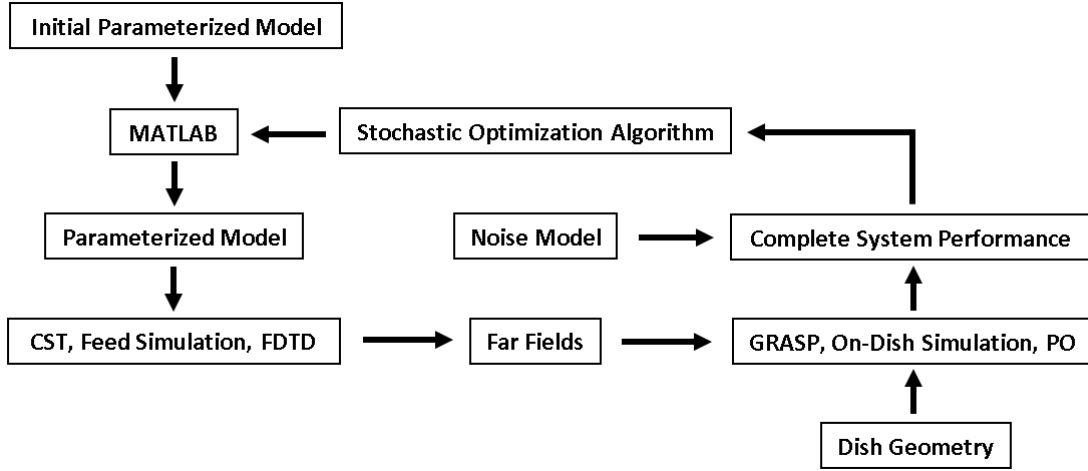 Initial Parameterized Model
MATLAB
Stochastic Optimization Algorithm
Parameterized Model
Noise Model
Complete System Performance
CST, Feed Simulation, FDTD
Far Fields
GRASP, On-Dish Simulation, PO
Dish Geometry